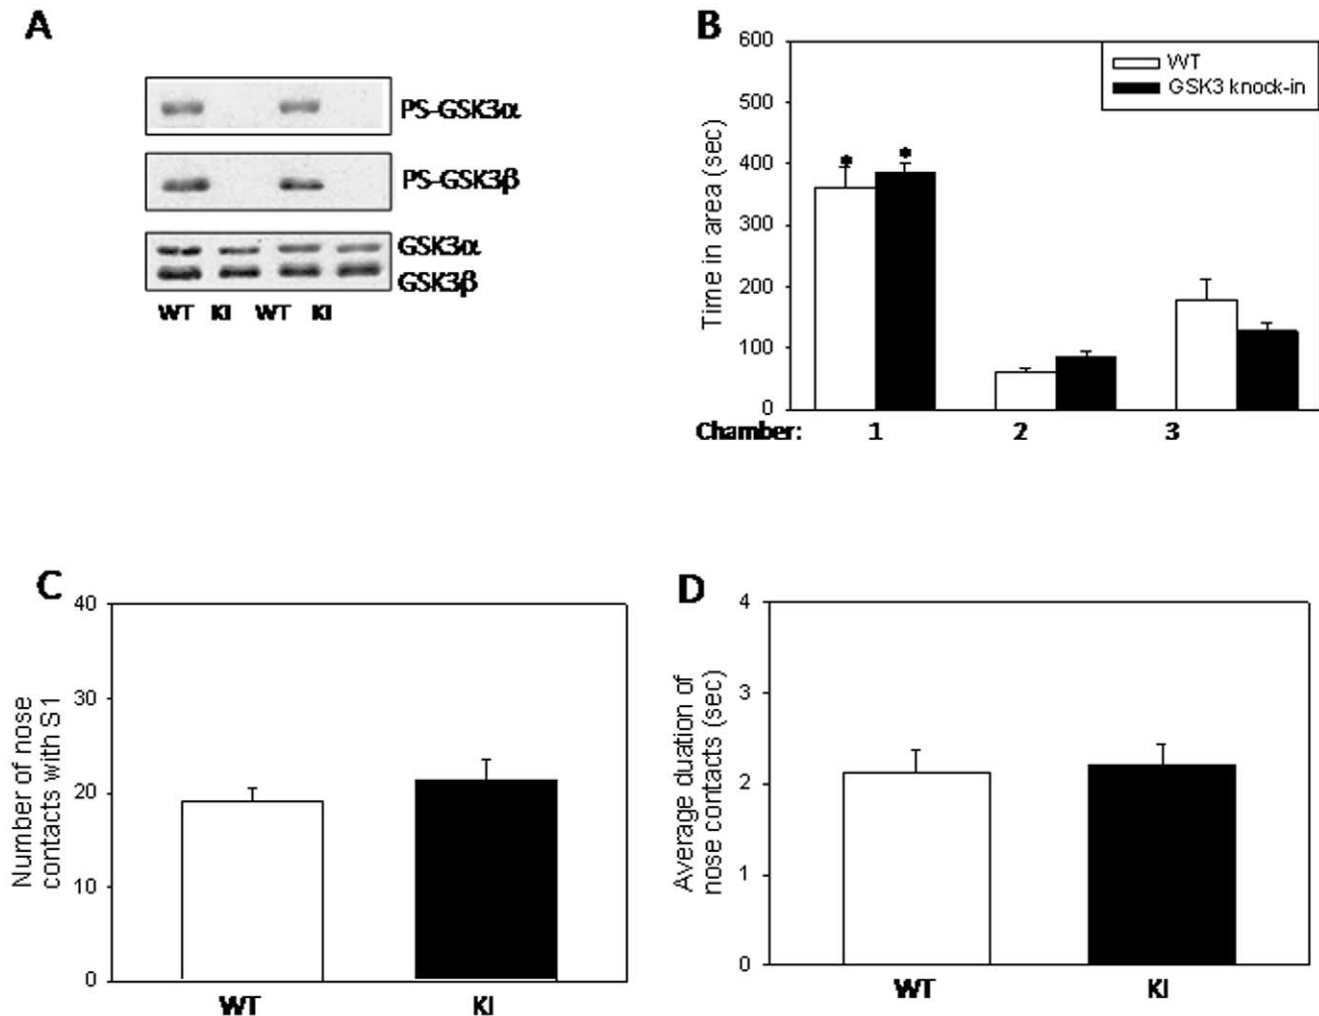 A
PS-GSK3α
PS-GSK3β
GSK3α
GSK3β
WT KI WT KI
B
600
500
400
300
200
100
0
Time in area (sec)
WT
GSK3 knock-in
* *
Chamber: 1 2 3
C
40
30
20
10
0
Number of nose
contacts with S1
WT KI
D
4
3
2
1
0
Average duation of
nose contacts (sec)
WT KI